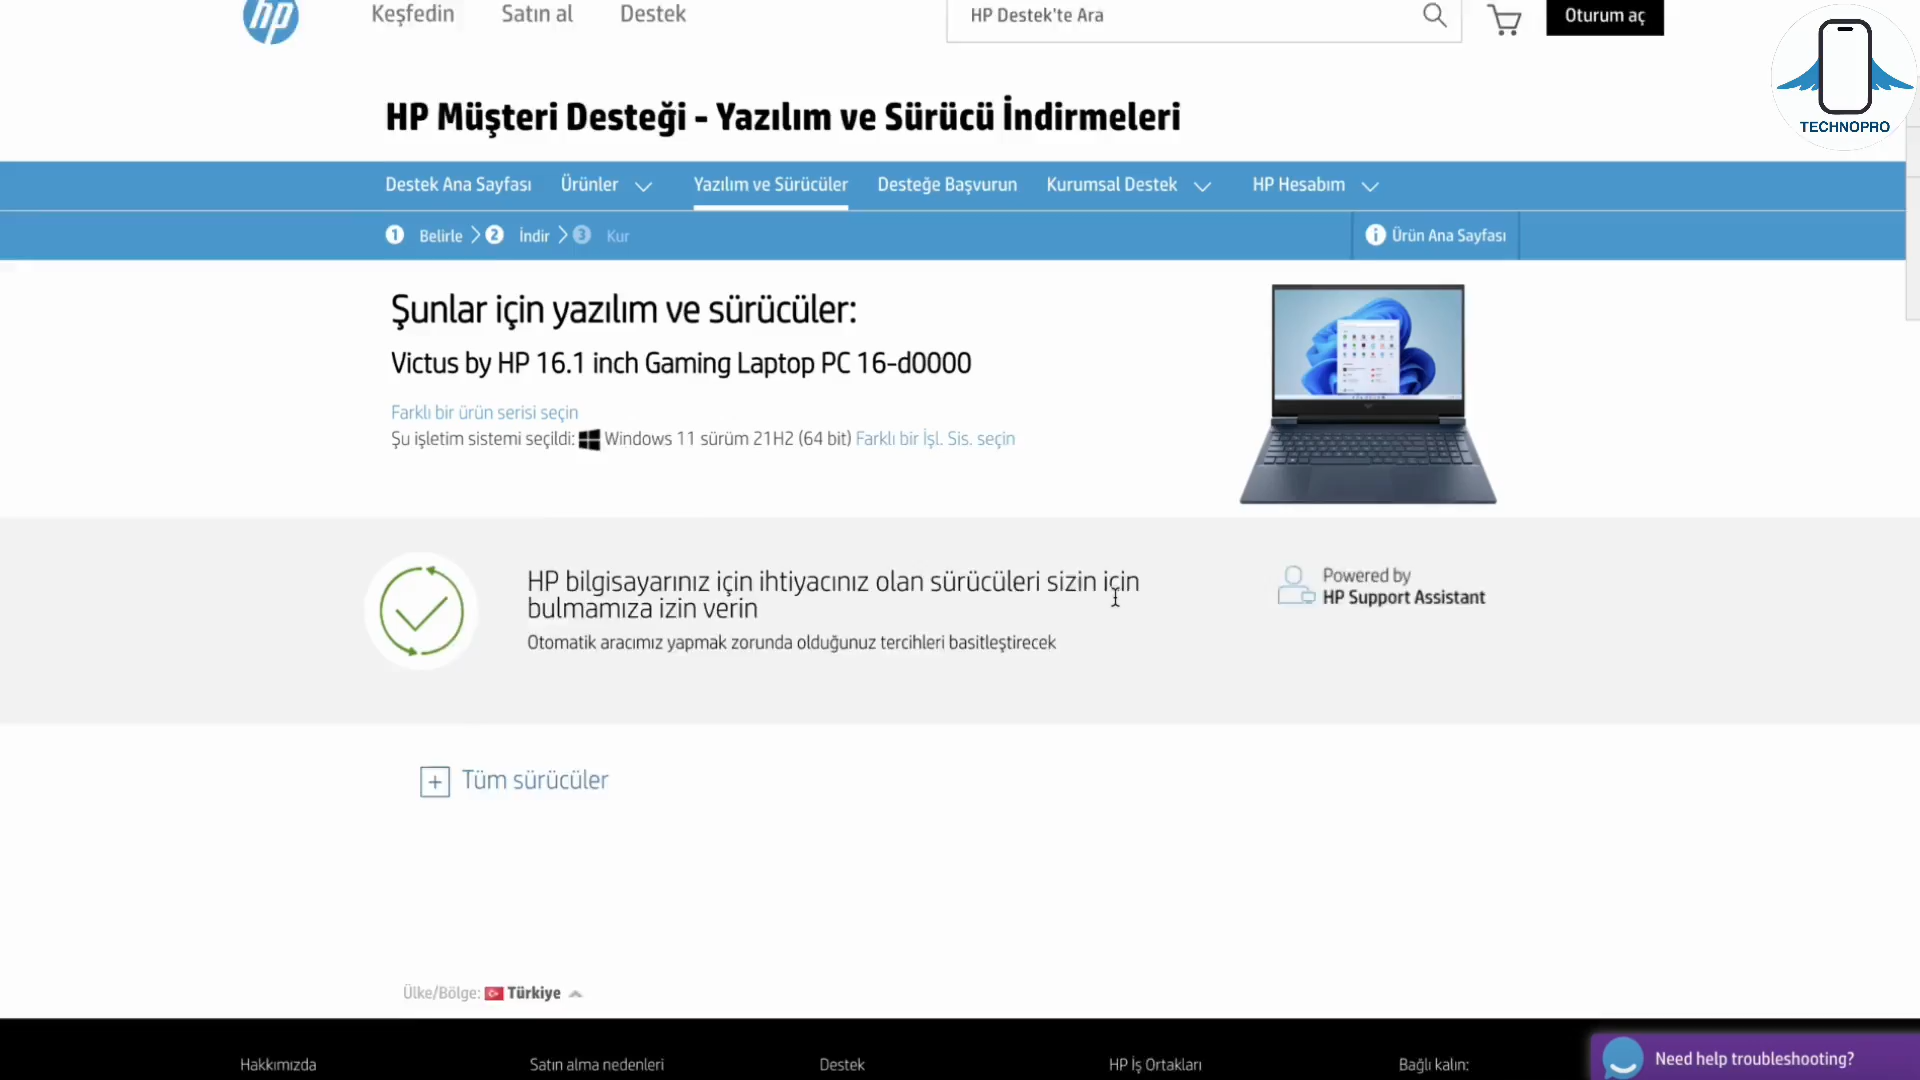 hp
Keşfedin
Satın al
Destek
HP Destek'te Ara
Oturum aç
TECHNOPRO
HP Müşteri Desteği - Yazılım ve Sürücü İndirmeleri
Destek Ana Sayfası
Ürünler
Yazılım ve Sürücüler
Desteğe Başvurun
Kurumsal Destek
HP Hesabım
1 Belirle
2 İndir
3 Kur
Ürün Ana Sayfası
Şunlar için yazılım ve sürücüler:
Victus by HP 16.1 inch Gaming Laptop PC 16-d0000
Farklı bir ürün serisi seçin
Şu işletim sistemi seçildi: Windows 11 sürüm 21H2 (64 bit) Farklı bir İşl. Sis. seçin
HP bilgisayarınız için ihtiyacınız olan sürücüleri sizin için
bulmamıza izin verin
Otomatik aracımız yapmak zorunda olduğunuz tercihleri basitleştirecek
Powered by
HP Support Assistant
Tüm sürücüler
Ülke/Bölge: Türkiye
Hakkımızda
Satın alma nedenleri
Destek
HP İş Ortakları
Bağlı kalın:
Need help troubleshooting?